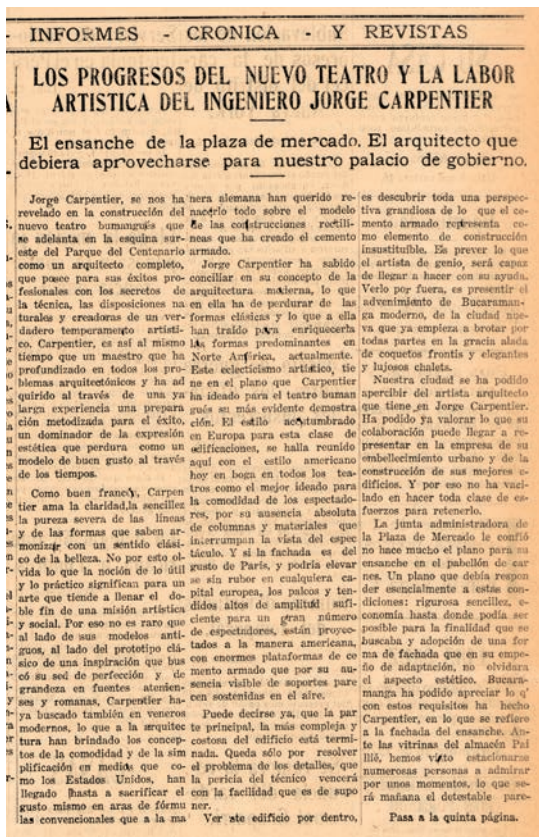 - INFORMES - CRONICA - Y REVISTAS
LOS PROGRESOS DEL NUEVO TEATRO Y LA LABOR
ARTISTICA DEL INGENIERO JORGE CARPENTIER
El ensanche de la plaza de mercado. El arquitecto que
debiera aprovecharse para nuestro palacio de gobierno.
Jorge Carpentier, se nos ha
revelado en la construcción del
nuevo teatro bumangués que
se adelanta en la esquina sur-
este del Parque del Centenario
como un arquitecto completo,
que posee para sus éxitos pro-
fesionales con los secretos de
la técnica, las disposiciones na
turales y creadoras de un ver-
dadero temperamento artísti-
co. Carpentier, es así al mismo
tiempo que un maestro que ha
profundizado en todos los pro-
blemas arquitectónicos y ha ad
quirido al través de una ya
larga experiencia una prepara
ción metodizada para el éxito,
un dominador de la expresión
estética que perdura como un
modelo de buen gusto al través
de los tiempos.
Como buen francés, Carpen
tier ama la claridad,la sencillez
la pureza severa de las líneas
y de las formas que saben ar-
monizar con un sentido clási-
co de la belleza. No por esto ol-
vida lo que la noción de lo útil
y lo práctico significan para un
arte que tiende a llenar el do-
ble fin de una misión artística
y social. Por eso no es raro que
al lado de sus modelos anti-
guos, al lado del prototipo clá-
sico de una inspiración que bus
có su sed de perfección y de
grandeza en fuentes atenien-
ses y romanas, Carpentier ha-
ya buscado también en veneros
modernos, lo que a la arquitec
tura han brindado los concep-
tos de la comodidad y de la sim
plificación en medios que co-
mo los Estados Unidos, han
llegado hasta a sacrificar el
gusto mismo en aras de fórmu
las convencionales que a la ma
nera alemana han querido re-
hacerlo todo sobre el modelo
de las construcciones rectilí-
neas que ha creado el cemento
armado.
Jorge Carpentier ha sabido
conciliar en su concepto de la
arquitectura moderna, lo que
en ella ha de perdurar de las
formas clásicas y lo que a ella
han traído para enriquecerla
las formas predominantes en
Norte América, actualmente.
Este eclecticismo artístico, tie
ne en el plano que Carpentier
ha ideado para el teatro buman
gués su más evidente demostra
ción. El estilo acostumbrado
en Europa para esta clase de
edificaciones, se halla reunido
aquí con el estilo americano
hoy en boga en todos los tea-
tros como el mejor ideado para
la comodidad de los espectado-
res, por su ausencia absoluta
de columnas y materiales que
interrumpan la vista del espec
táculo. Y si la fachada es del
gusto de París, y podría elevar
se sin rubor en cualquiera ca-
pital europea, los palcos y ten-
didos altos de amplitud sufi-
ciente para un gran número
de espectadores, están proyec-
tados a la manera americana,
con enormes plataformas de ce
mento armado que por su au-
sencia visible de soportes pare
cen sostenidas en el aire.
Puede decirse ya, que la par
te principal, la más compleja y
costosa del edificio está termi-
nada. Queda sólo por resolver
el problema de los detalles, que
la pericia del técnico vencerá
con la facilidad que es de supo
ner.
Ver este edificio por dentro,
es descubrir toda una perspec-
tiva grandiosa de lo que el ce-
mento armado representa co-
mo elemento de construcción
insustituible. Es prever lo que
el artista de genio, será capaz
de llegar a hacer con su ayuda.
Verlo por fuera, es presentir el
advenimiento de Bucaraman-
ga moderno, de la ciudad nue-
va que ya empieza a brotar por
todas partes en la gracia alada
de coquetos frontis y elegantes
y lujosos chalets.
Nuestra ciudad se ha podido
apercibir del artista arquitecto
que tiene en Jorge Carpentier.
Ha podido ya valorar lo que su
colaboración puede llegar a re-
presentar en la empresa de su
embellecimiento urbano y de la
construcción de sus mejores e-
dificios. Y por eso no ha vaci-
lado en hacer toda clase de es-
fuerzos para retenerlo.
La junta administradora de
la Plaza de Mercado le confió
no hace mucho el plano para su
ensanche en el pabellón de car
nes. Un plano que debía respon
der esencialmente a estas con-
diciones: rigurosa sencillez, e-
conomía hasta donde podía ser
posible para la finalidad que se
buscaba y adopción de una for
ma de fachada que en su empe-
ño de adaptación, no olvidara
el aspecto estético. Bucara-
manga ha podido apreciar lo q'
con estos requisitos ha hecho
Carpentier, en lo que se refiere
a la fachada del ensanche. An-
te las vitrinas del almacén Pai
llié, hemos visto estacionarse
numerosas personas a admirar
por unos momentos, lo que se-
rá mañana el detestable pare-
Pasa a la quinta página.